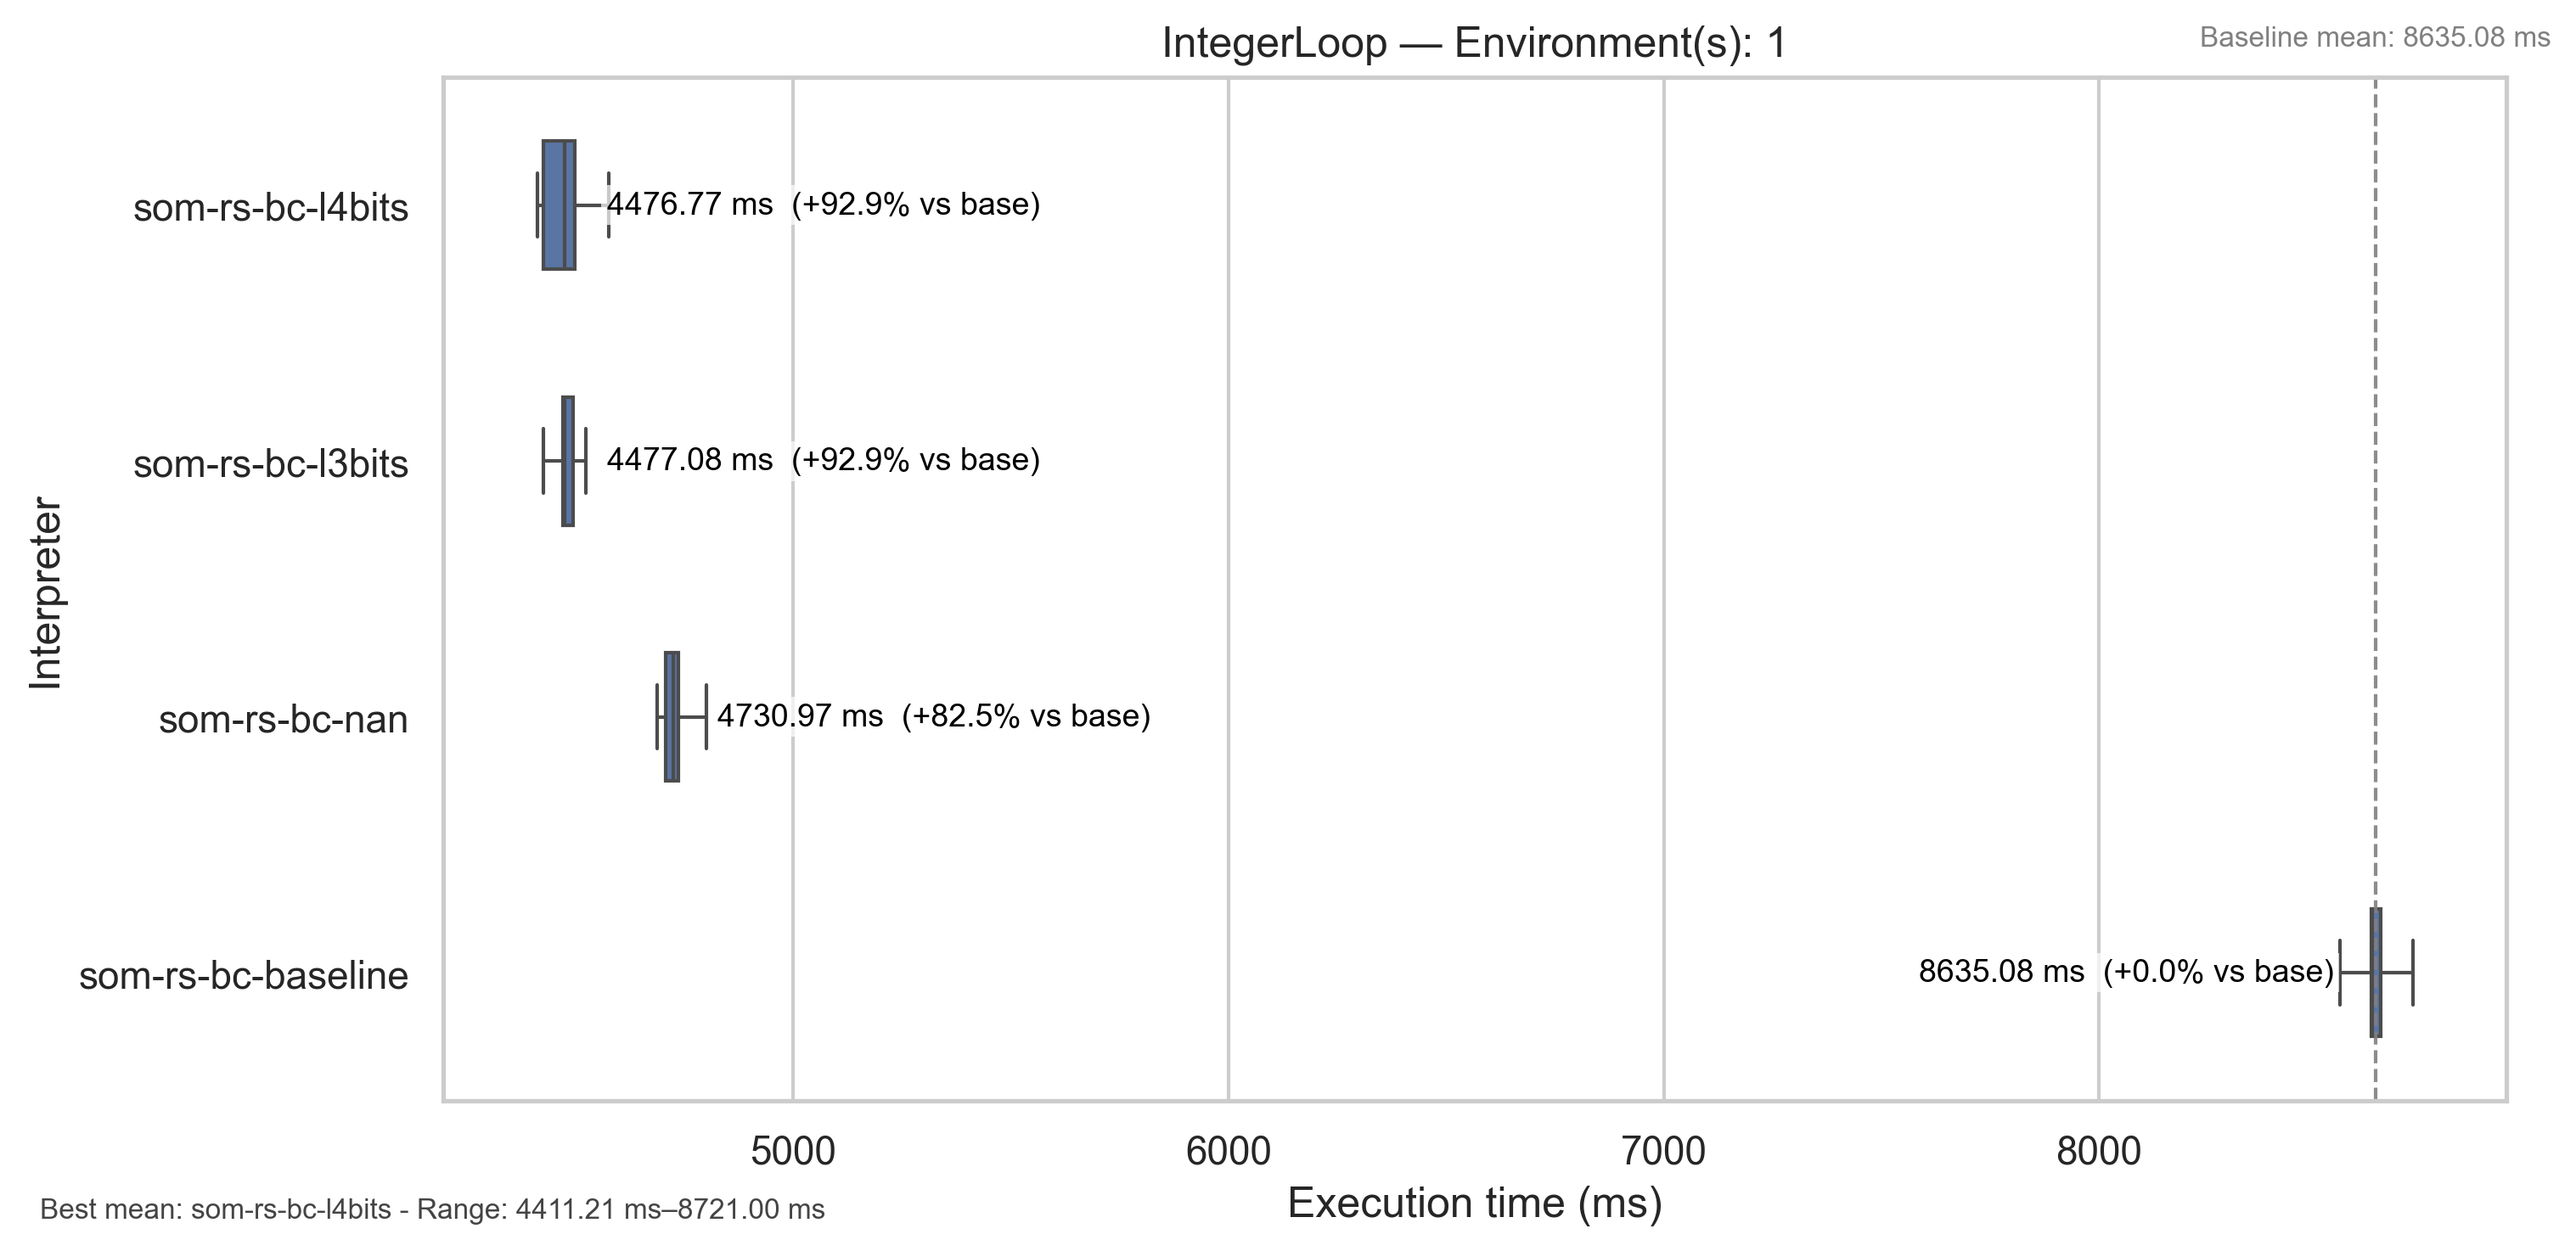 IntegerLoop — Environment(s): 1
Baseline mean: 8635.08 ms
Interpreter
som-rs-bc-l4bits
4476.77 ms (+92.9% vs base)
som-rs-bc-l3bits
4477.08 ms (+92.9% vs base)
som-rs-bc-nan
4730.97 ms (+82.5% vs base)
som-rs-bc-baseline
8635.08 ms (+0.0% vs base)
5000 6000 7000 8000
Execution time (ms)
Best mean: som-rs-bc-l4bits - Range: 4411.21 ms–8721.00 ms